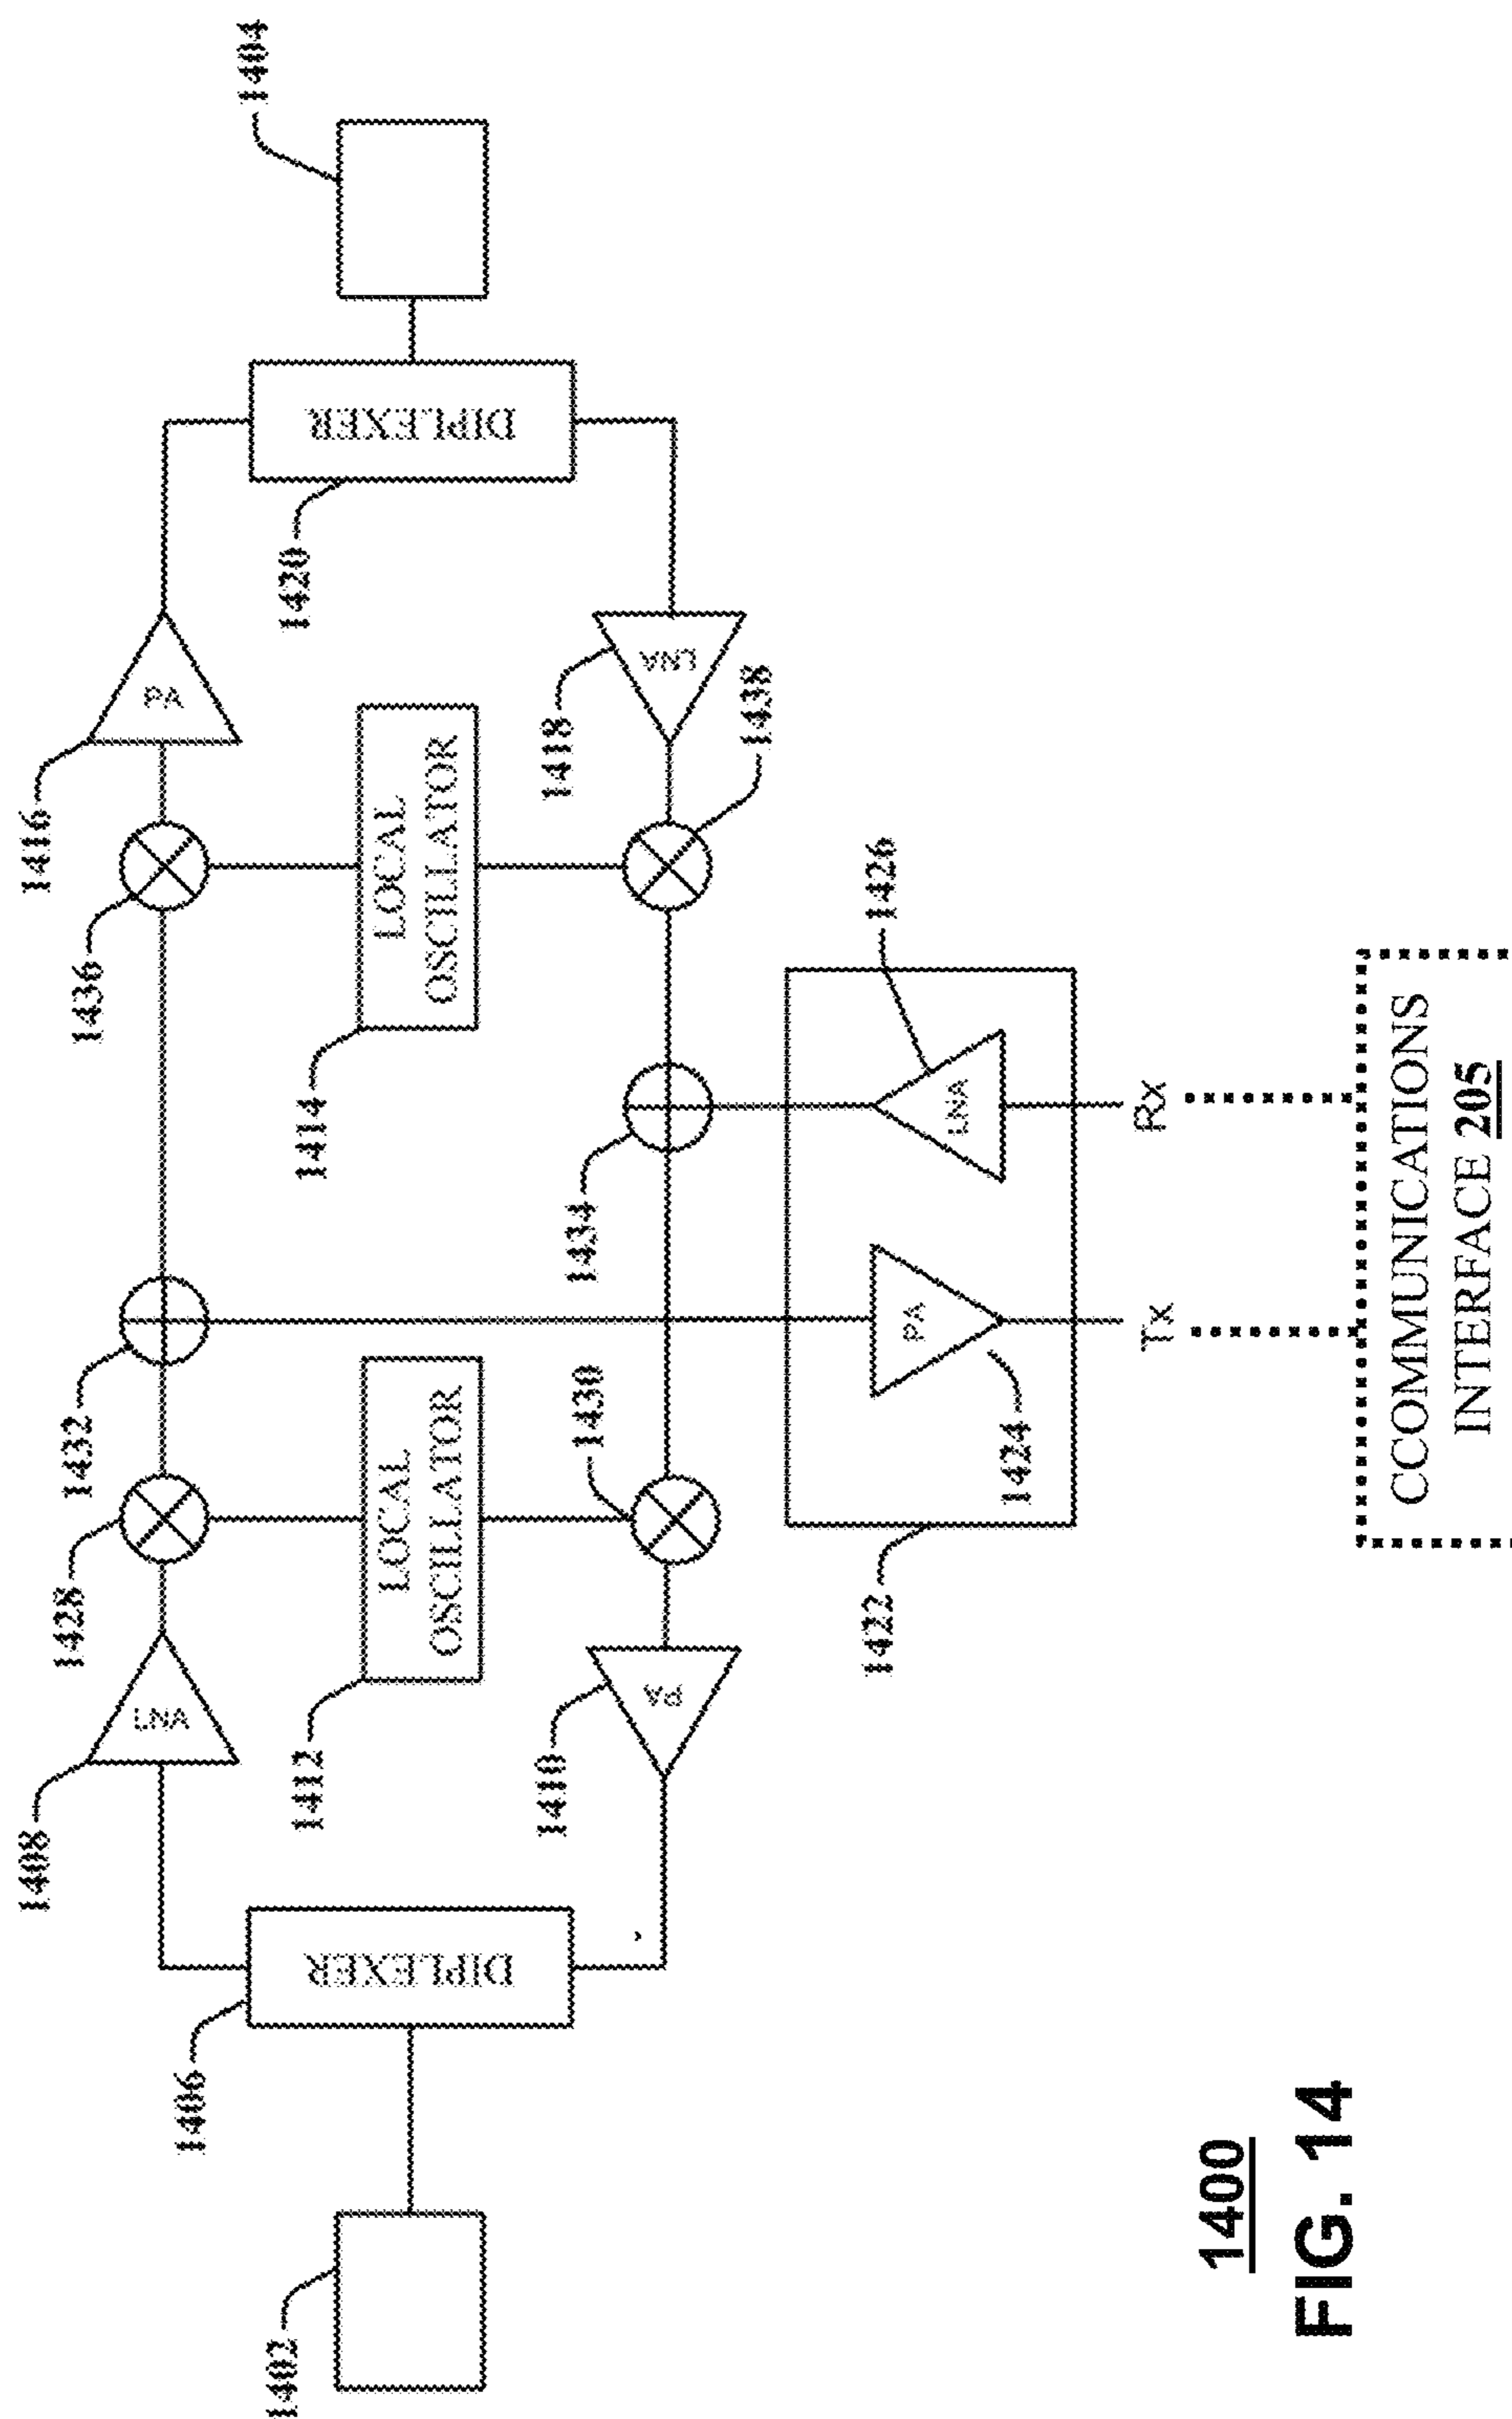 1408
1416
1428
1432
1436
LNA
PA
1406
1404
1402
1412
1414
1420
DIPLEXER
LOCAL
OSCILLATOR
LOCAL
OSCILLATOR
DIPLEXER
1410
1430
1434
1418
PA
LNA
1438
1422
1426
PA
LNA
1424
Tx
Rx
CCOMMUNICATIONS
INTERFACE 205
1400
FIG. 14